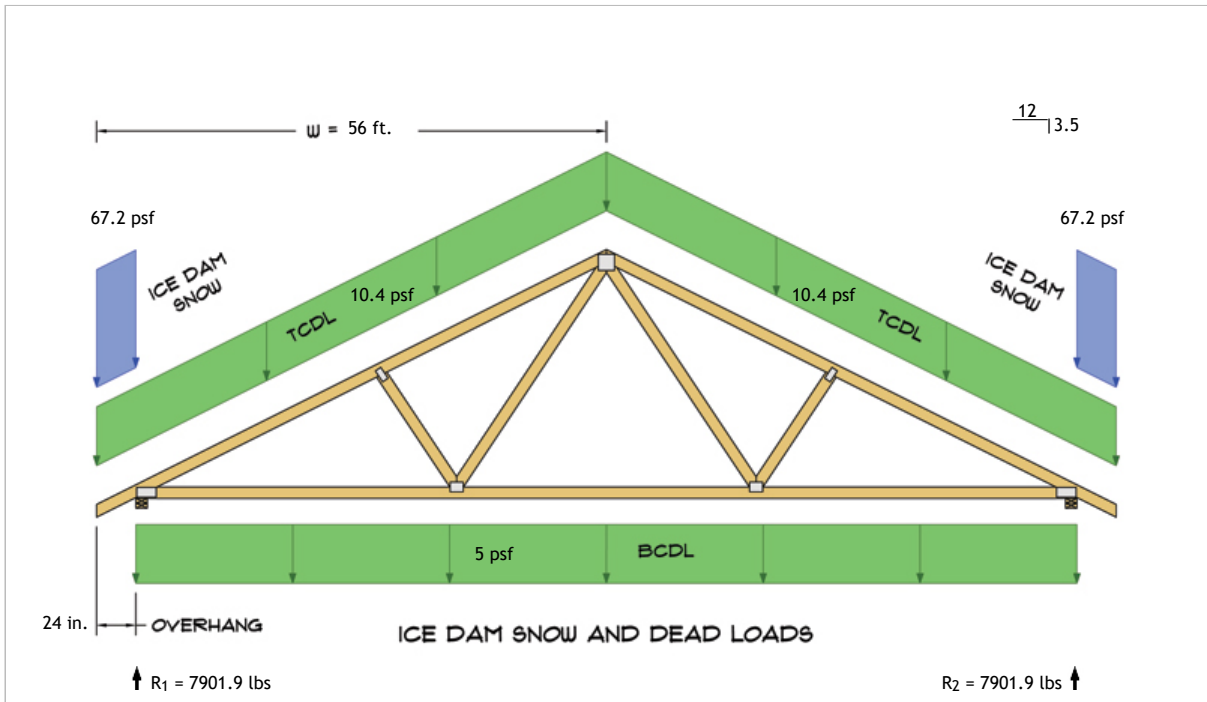 W = 56 ft.
12
3.5
67.2 psf
67.2 psf
ICE DAM
SNOW
ICE DAM
SNOW
10.4 psf
10.4 psf
TCDL
TCDL
5 psf
BCDL
24 in.
OVERHANG
ICE DAM SNOW AND DEAD LOADS
R1 = 7901.9 lbs
R2 = 7901.9 lbs